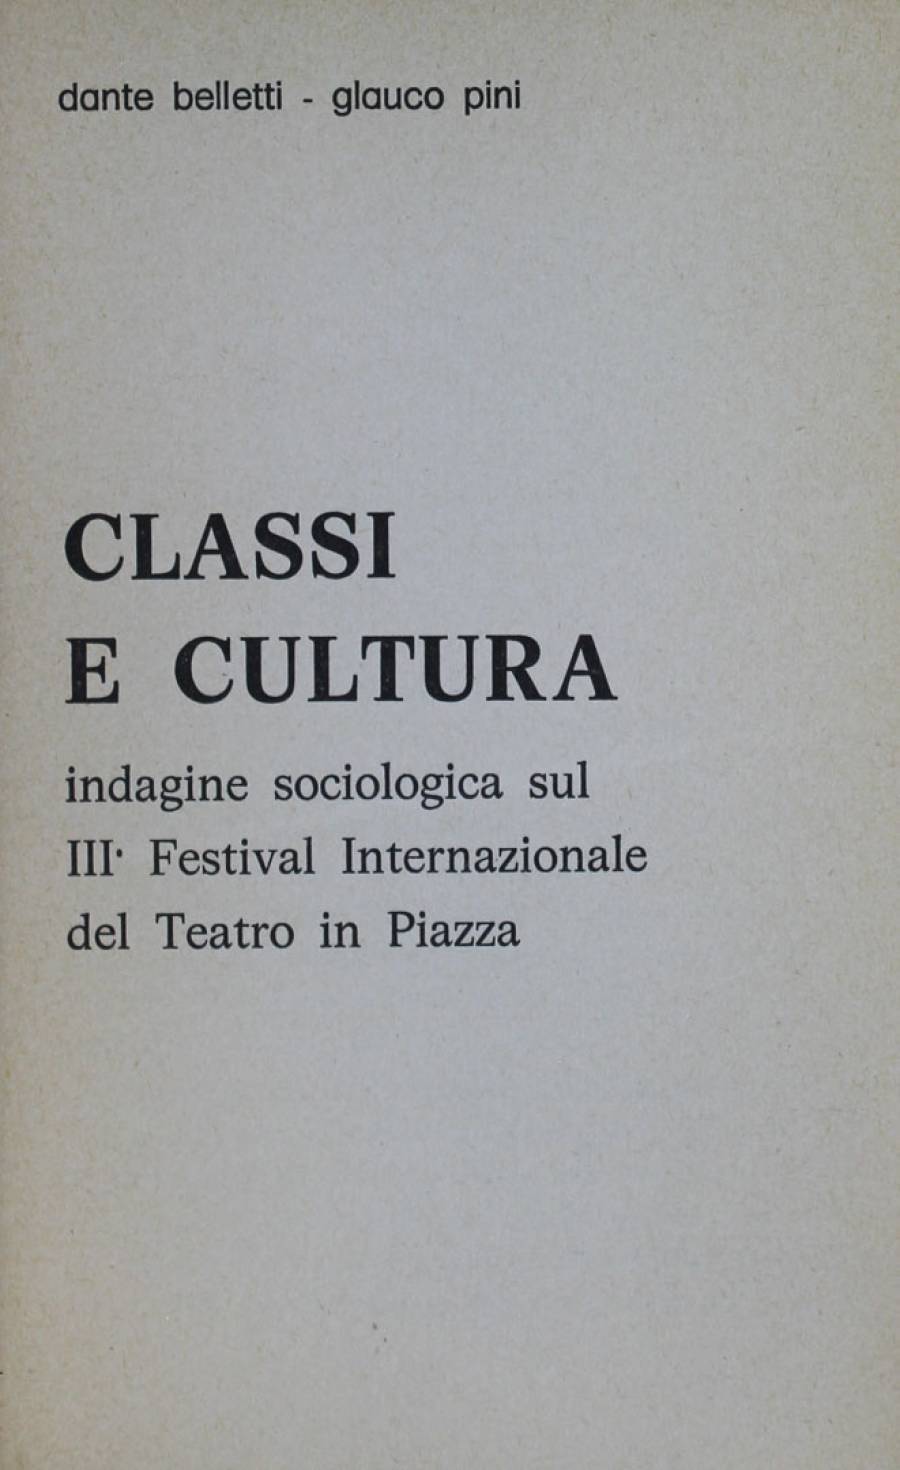 dante belletti - glauco pini
CLASSI
E CULTURA
indagine sociologica sul
III· Festival Internazionale
del Teatro in Piazza